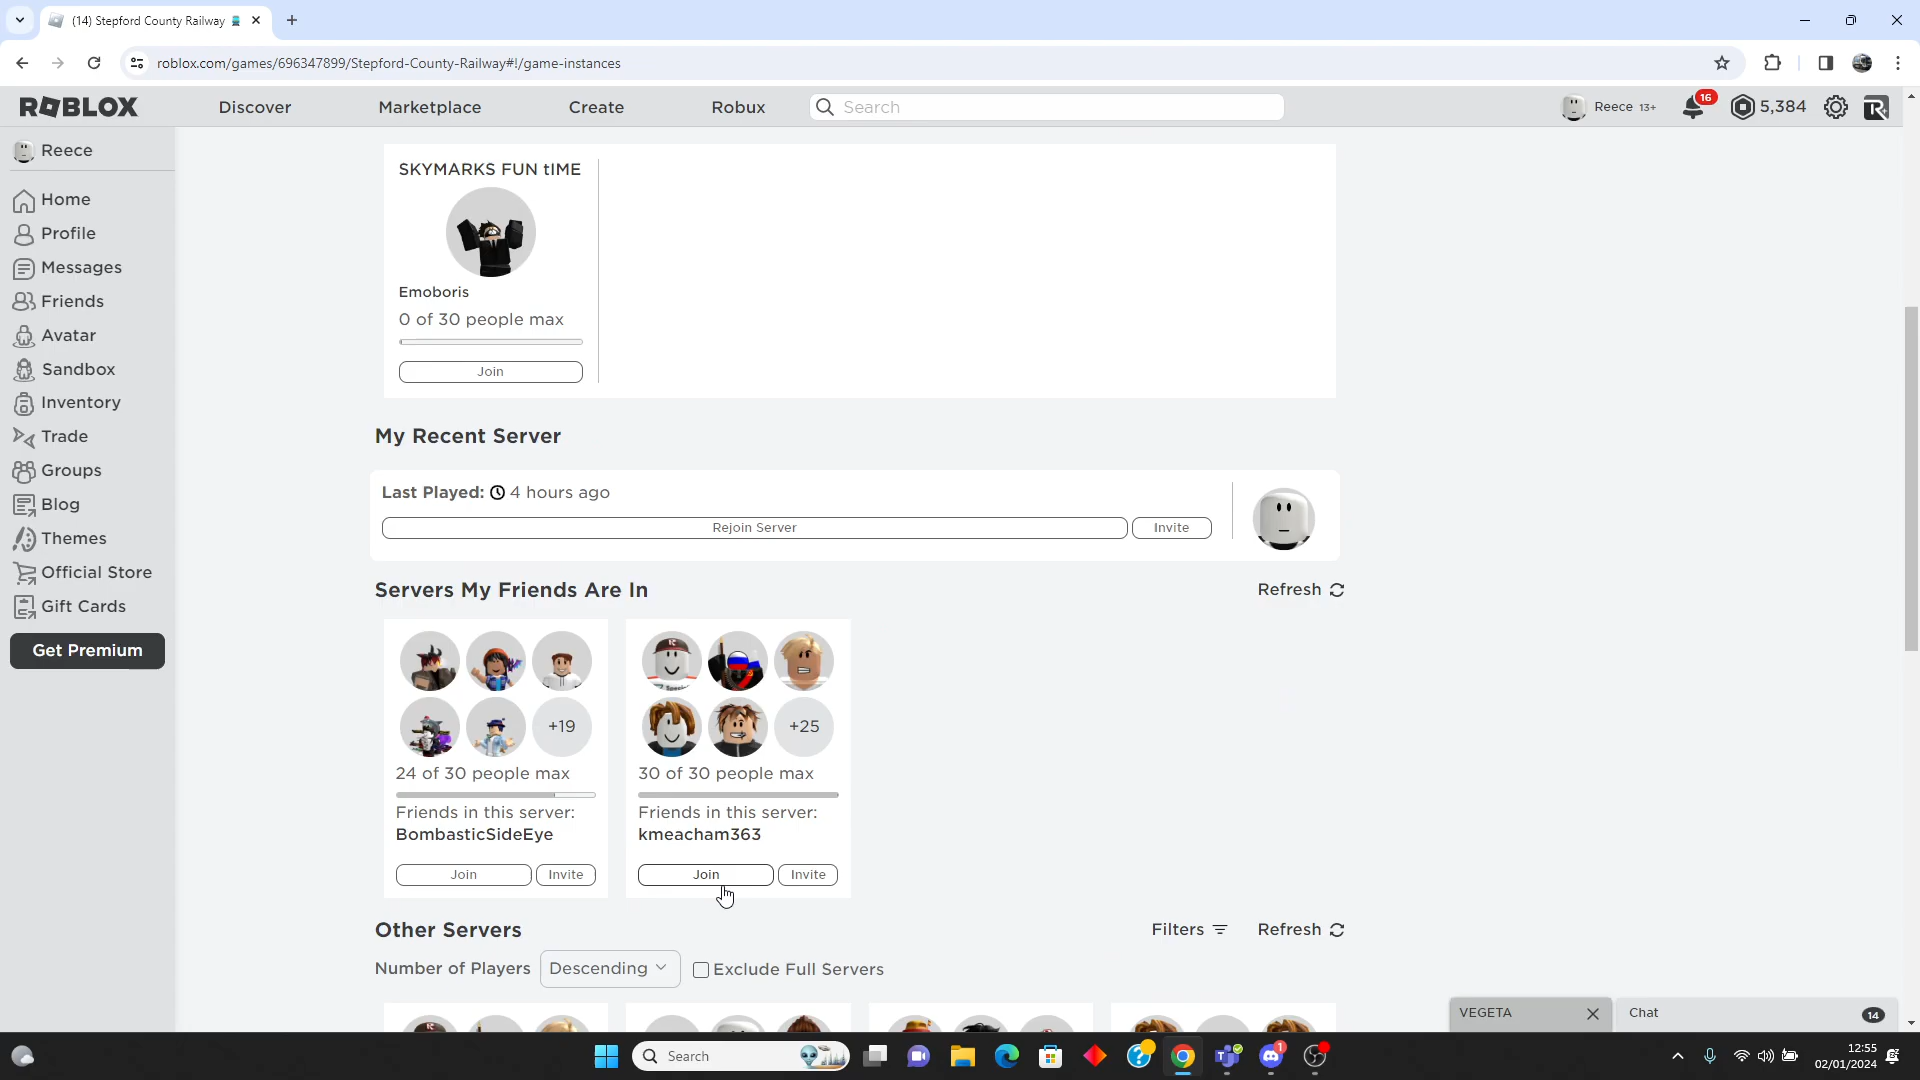 (14) Stepford County Railway
roblox.com/games/696347899/Stepford-County-Railway#!/game-instances
ROBLOX
Discover
Marketplace
Create
Robux
Search
Reece 13+
16
5,384
Reece
Home
Profile
Messages
Friends
Avatar
Sandbox
Inventory
Trade
Groups
Blog
Themes
Official Store
Gift Cards
Get Premium
SKYMARKS FUN tIME
Emoboris
0 of 30 people max
Join
My Recent Server
Last Played: 4 hours ago
Rejoin Server
Invite
Servers My Friends Are In
Refresh
+19
24 of 30 people max
Friends in this server:
BombasticSideEye
Join
Invite
+25
30 of 30 people max
Friends in this server:
kmeacham363
Join
Invite
Other Servers
Filters
Refresh
Number of Players
Descending
Exclude Full Servers
VEGETA
Chat
14
Search
1
12:55
02/01/2024